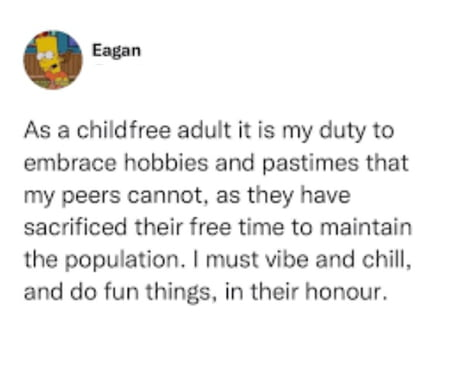 Eagan
As a childfree adult it is my duty to
embrace hobbies and pastimes that
my peers cannot, as they have
sacrificed their free time to maintain
the population. I must vibe and chill,
and do fun things, in their honour.